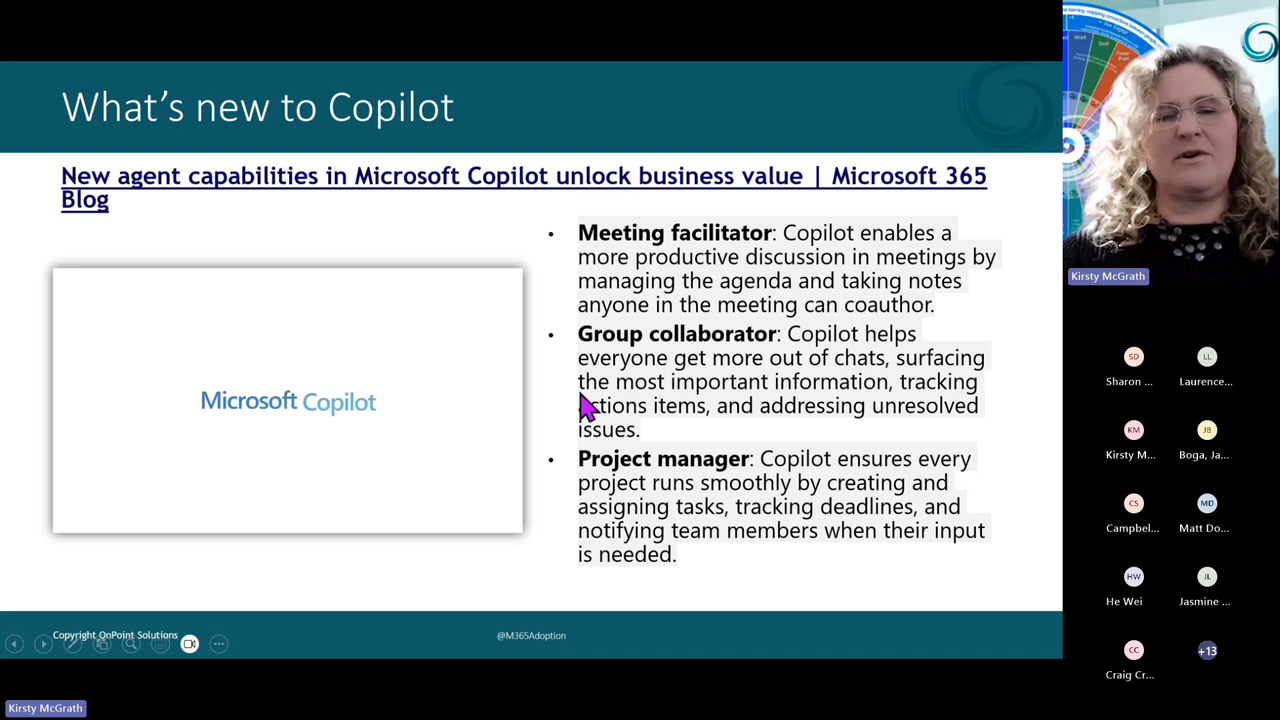 What's new to Copilot
New agent capabilities in Microsoft Copilot unlock business value | Microsoft 365
Blog
Microsoft Copilot
• Meeting facilitator: Copilot enables a
more productive discussion in meetings by
managing the agenda and taking notes
anyone in the meeting can coauthor.
• Group collaborator: Copilot helps
everyone get more out of chats, surfacing
the most important information, tracking
ctions items, and addressing unresolved
issues.
• Project manager: Copilot ensures every
project runs smoothly by creating and
assigning tasks, tracking deadlines, and
notifying team members when their input
is needed.
Copyright OnPoint Solutions
@M365Adoption
Kirsty McGrath
Word
Excel
Power
Point
Kirsty McGrath
SD
Sharon ...
LL
Laurence...
KM
Kirsty M...
JB
Boga, Ja...
CS
Campbel...
MD
Matt Do...
HW
He Wei
JL
Jasmine ...
CC
Craig Cr...
+13